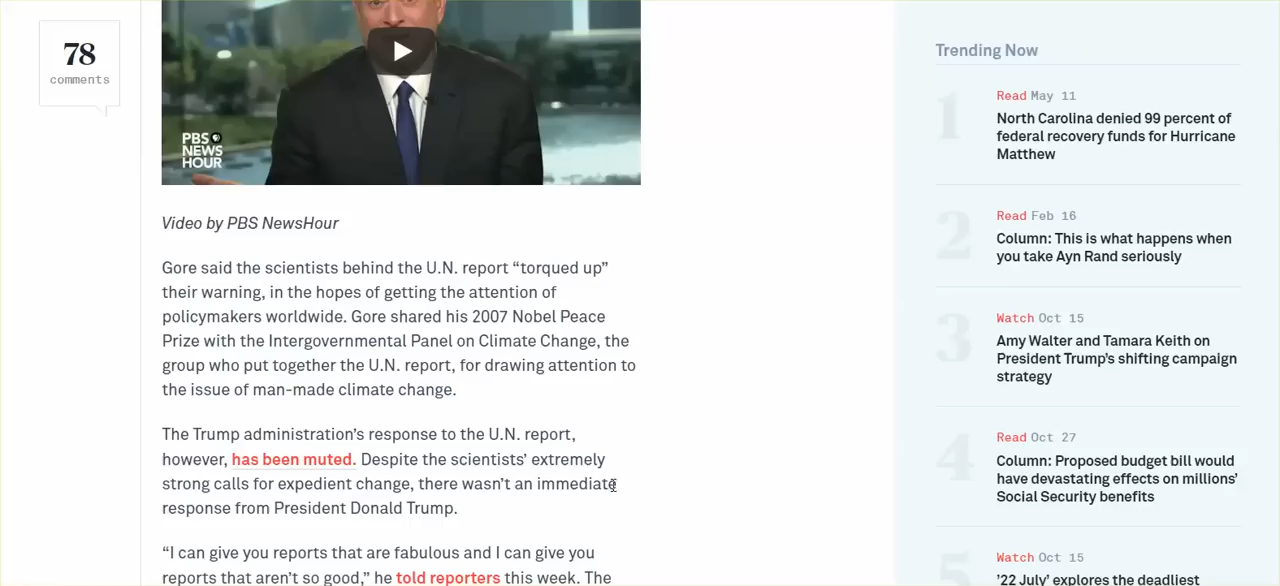 78
comments
PBS
NEWS
HOUR
Video by PBS NewsHour
Gore said the scientists behind the U.N. report “torqued up”
their warning, in the hopes of getting the attention of
policymakers worldwide. Gore shared his 2007 Nobel Peace
Prize with the Intergovernmental Panel on Climate Change, the
group who put together the U.N. report, for drawing attention to
the issue of man-made climate change.
The Trump administration’s response to the U.N. report,
however, has been muted. Despite the scientists’ extremely
strong calls for expedient change, there wasn’t an immediate
response from President Donald Trump.
“I can give you reports that are fabulous and I can give you
reports that aren’t so good,” he told reporters this week. The
Trending Now
1
Read May 11
North Carolina denied 99 percent of
federal recovery funds for Hurricane
Matthew
2
Read Feb 16
Column: This is what happens when
you take Ayn Rand seriously
3
Watch Oct 15
Amy Walter and Tamara Keith on
President Trump’s shifting campaign
strategy
4
Read Oct 27
Column: Proposed budget bill would
have devastating effects on millions’
Social Security benefits
5
Watch Oct 15
’22 July’ explores the deadliest